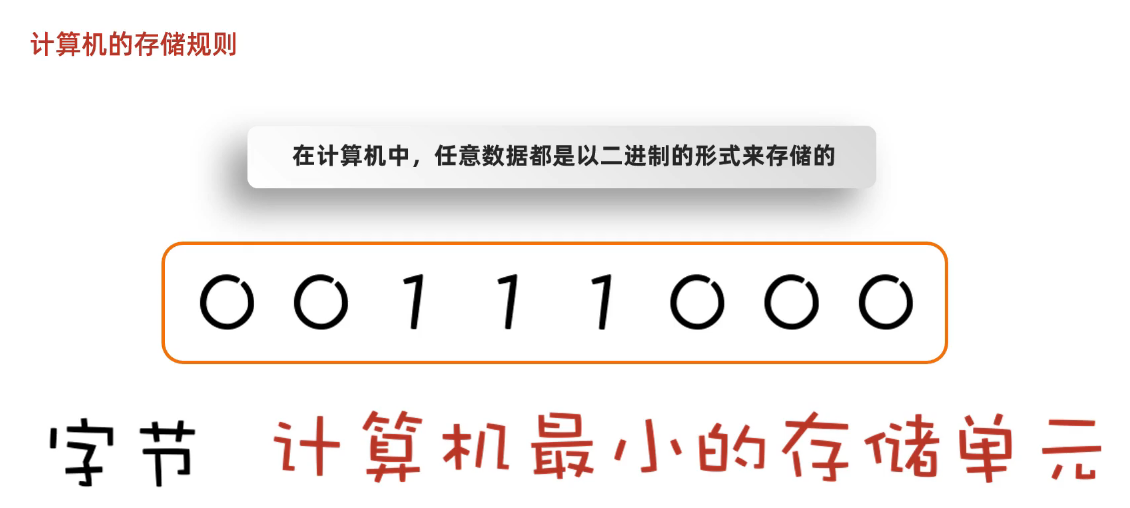 计算机的存储规则
在计算机中，任意数据都是以二进制的形式来存储的
0 0 1 1 1 0 0 0
字节 计算机最小的存储单元